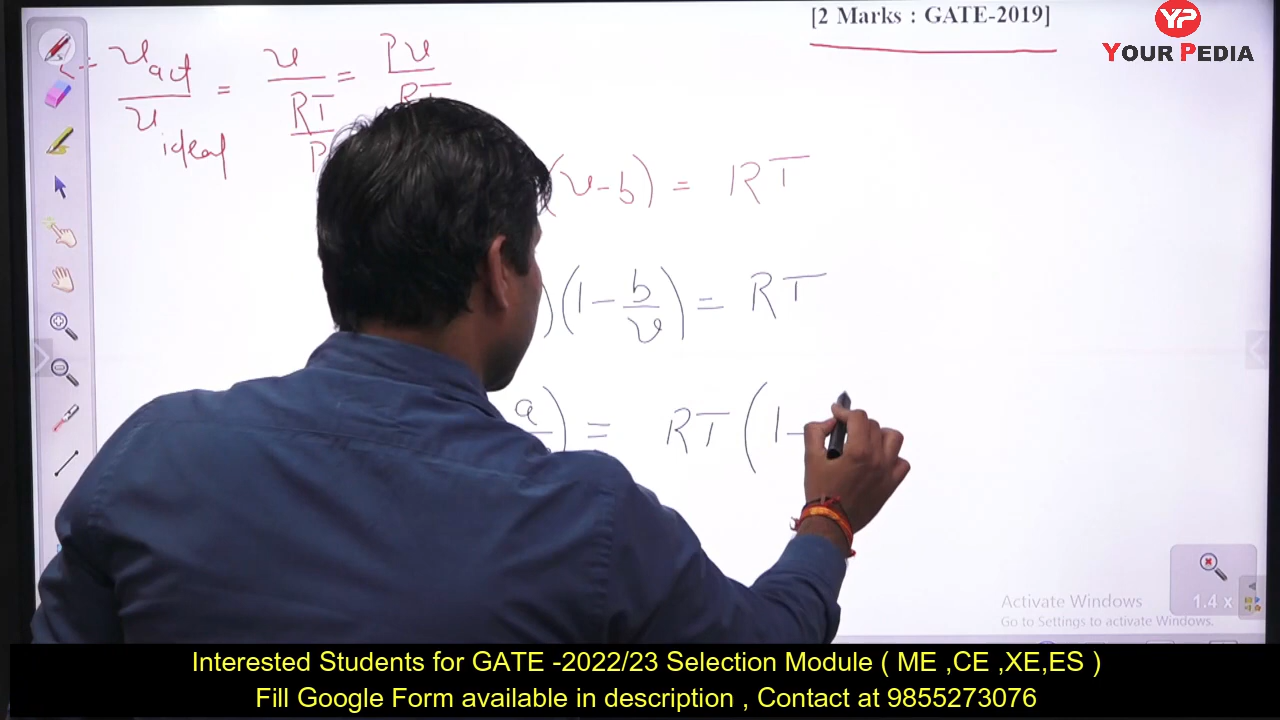 [2 Marks : GATE-2019]
YP
YOUR PEDIA
v act / v ideal = v / (RT / P) = Pv / RT
(v-b) = RT
)(1 - b/v) = RT
a ) = RT (1 -
1.4 x
Activate Windows
Go to Settings to activate Windows.
Interested Students for GATE -2022/23 Selection Module ( ME ,CE ,XE,ES )
Fill Google Form available in description , Contact at 9855273076